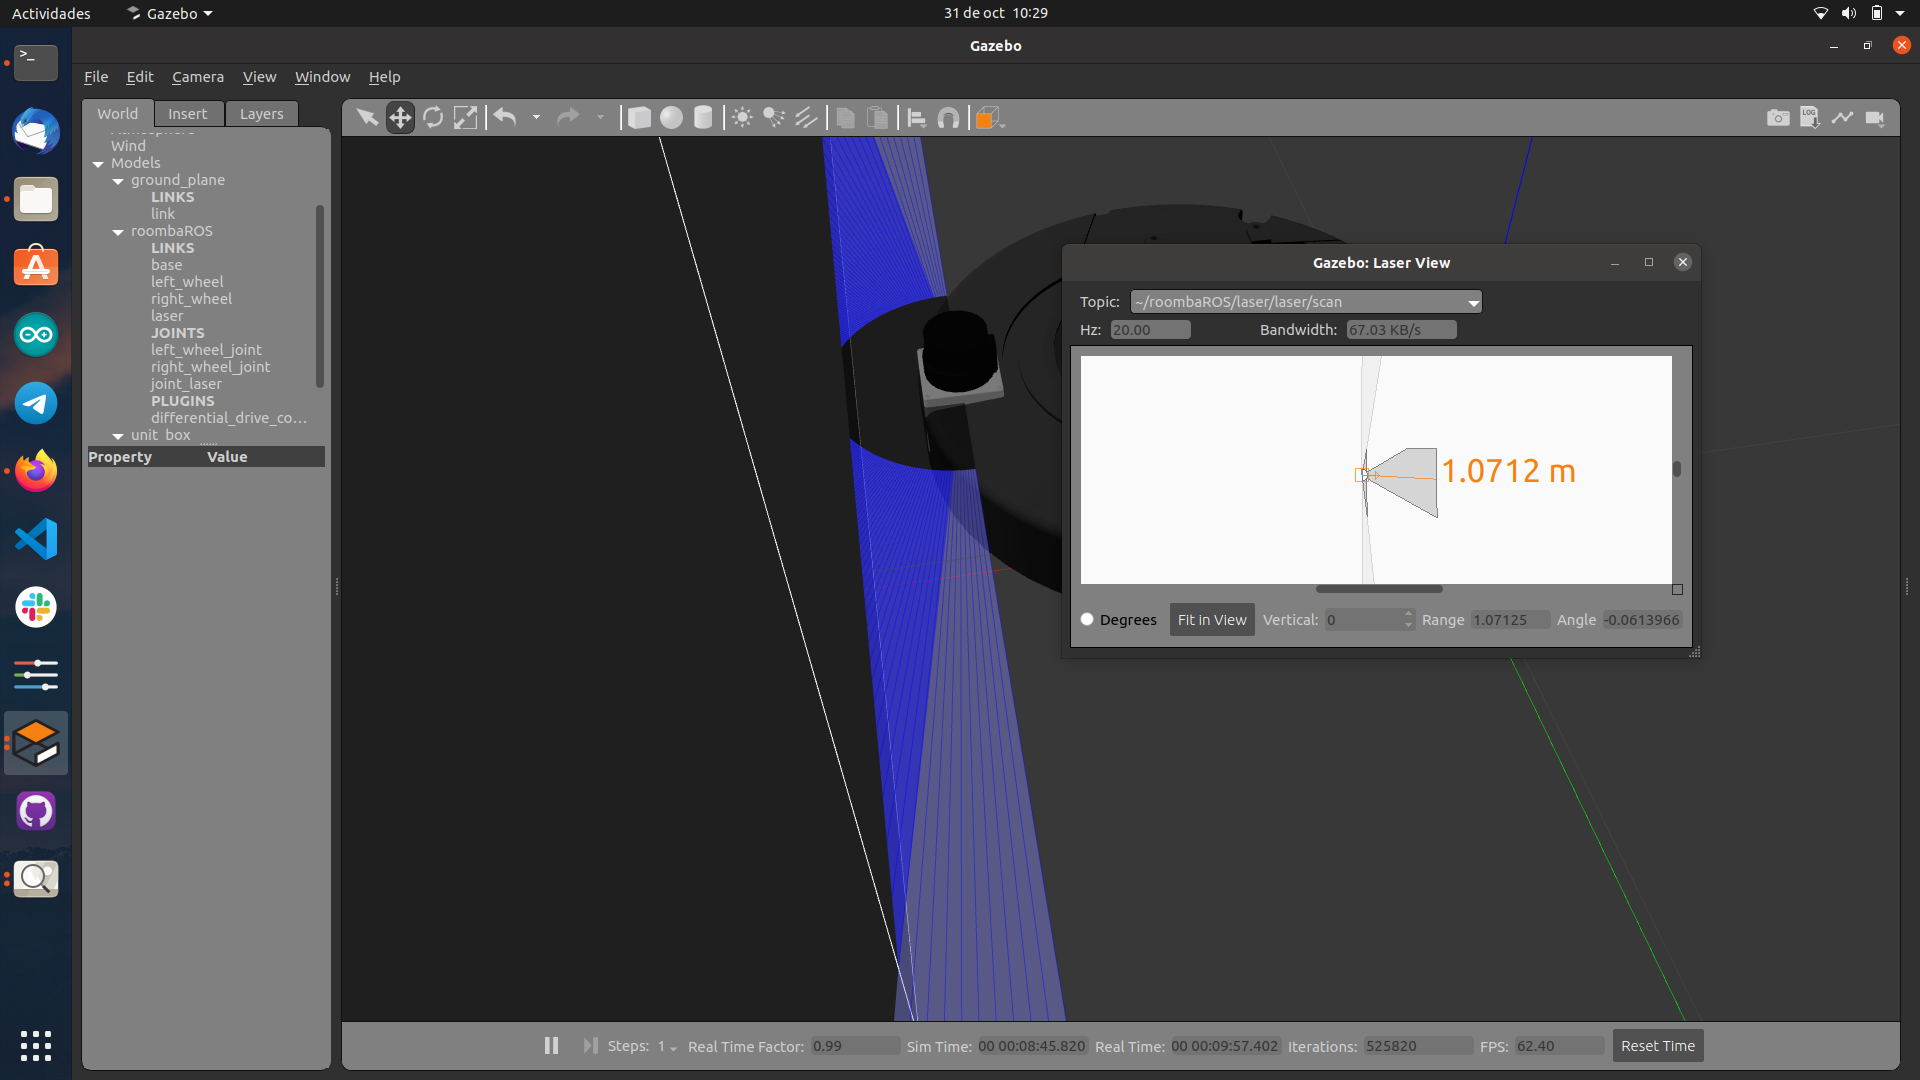 Actividades Gazebo 31 de oct 10:29
Gazebo
File Edit Camera View Window Help
World Insert Layers
Atmosphere
Wind
Models
ground_plane
LINKS
link
roombaROS
LINKS
base
left_wheel
right_wheel
laser
JOINTS
left_wheel_joint
right_wheel_joint
joint_laser
PLUGINS
differential_drive_co...
unit_box
Property Value
LOG
Gazebo: Laser View
Topic: ~/roombaROS/laser/laser/scan
Hz: 20.00 Bandwidth: 67.03 KB/s
1.0712 m
Degrees Fit in View Vertical: 0 Range 1.07125 Angle -0.0613966
Steps: 1 Real Time Factor: 0.99 Sim Time: 00 00:08:45.820 Real Time: 00 00:09:57.402 Iterations: 525820 FPS: 62.40 Reset Time